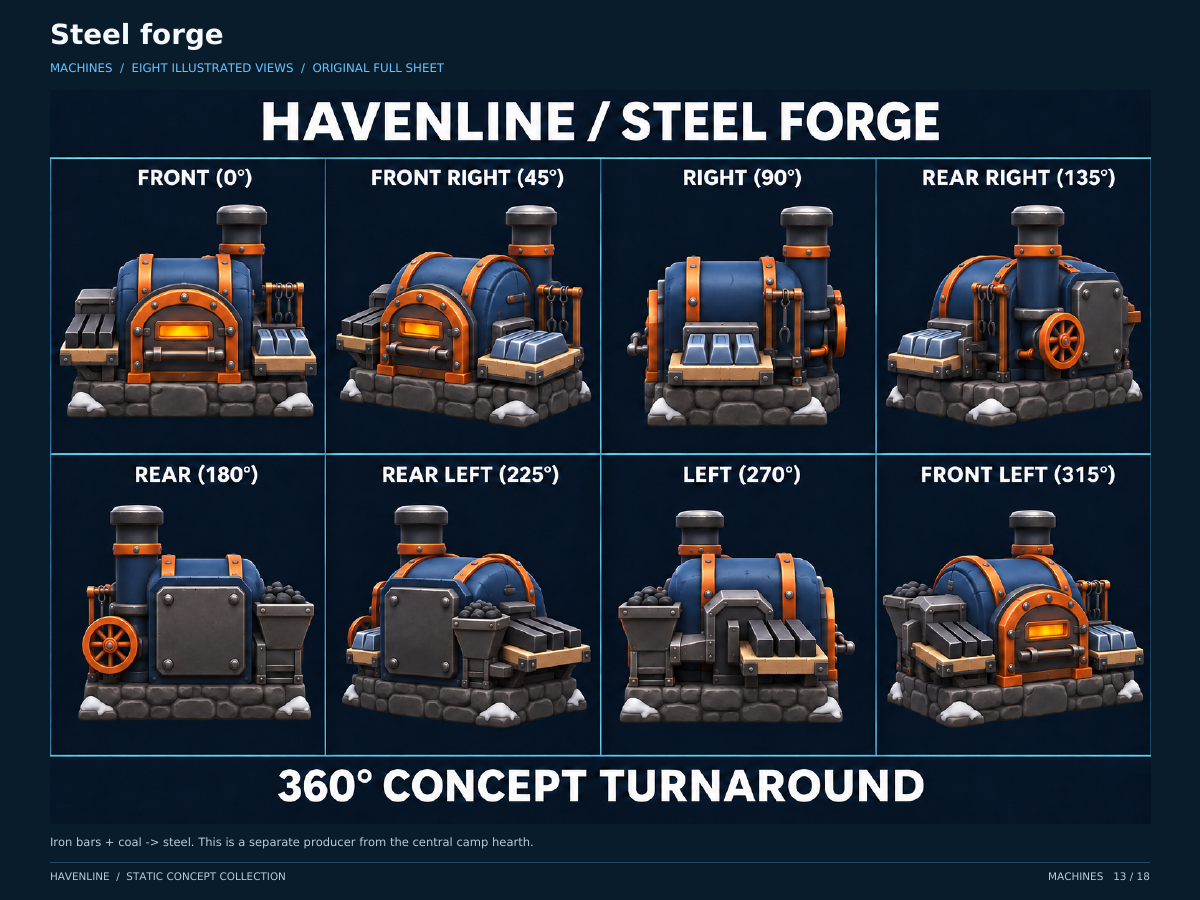 Steel forge
MACHINES / EIGHT ILLUSTRATED VIEWS / ORIGINAL FULL SHEET
HAVENLINE / STEEL FORGE
FRONT (0°)
FRONT RIGHT (45°)
RIGHT (90°)
REAR RIGHT (135°)
REAR (180°)
REAR LEFT (225°)
LEFT (270°)
FRONT LEFT (315°)
360° CONCEPT TURNAROUND
Iron bars + coal -> steel. This is a separate producer from the central camp hearth.
HAVENLINE / STATIC CONCEPT COLLECTION
MACHINES 13 / 18